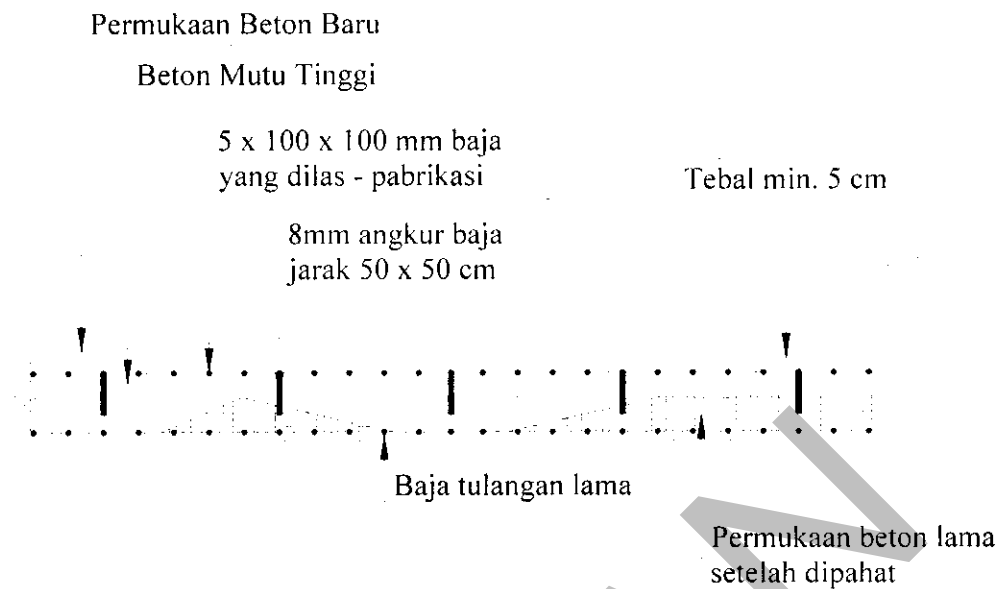 Permukaan Beton Baru
Beton Mutu Tinggi
5 x 100 x 100 mm baja
yang dilas - pabrikasi
Tebal min. 5 cm
8mm angkur baja
jarak 50 x 50 cm
Baja tulangan lama
Permukaan beton lama
setelah dipahat